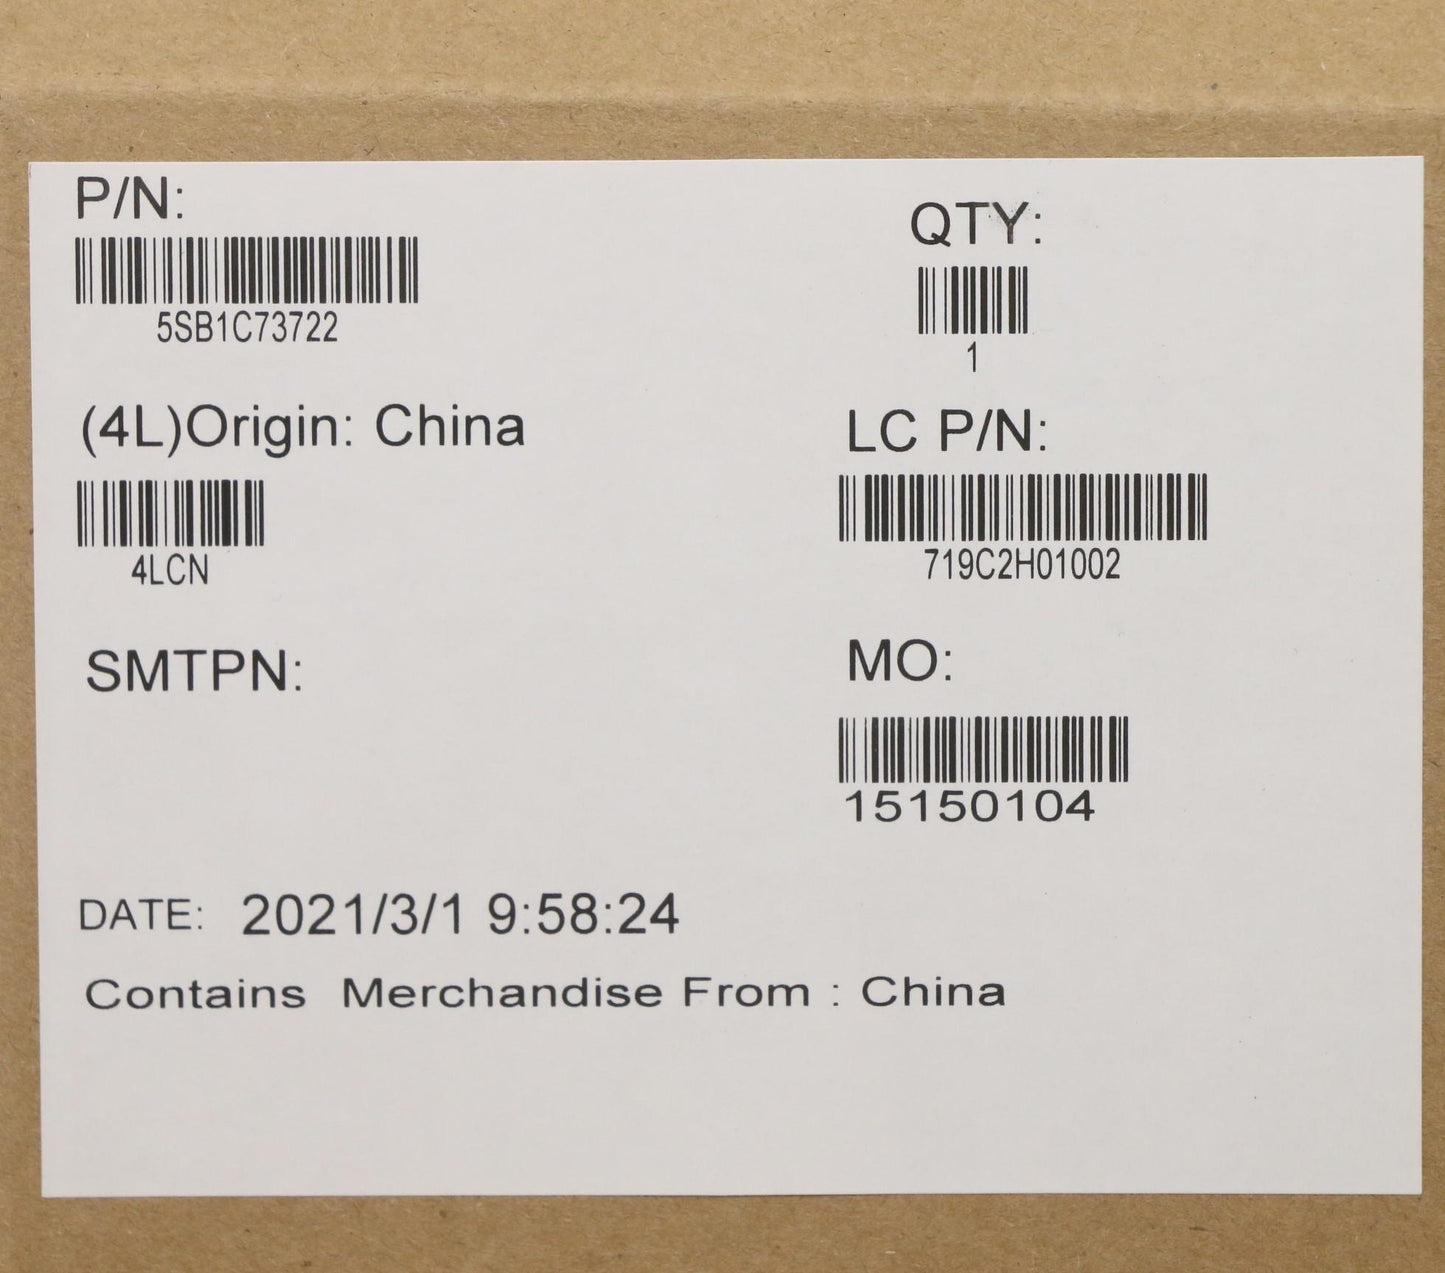 P/N:
5SB1C73722
QTY:
1
(4L)Origin: China
4LCN
LC P/N:
719C2H01002
SMTPN:
MO:
15150104
DATE: 2021/3/1 9:58:24
Contains Merchandise From : China